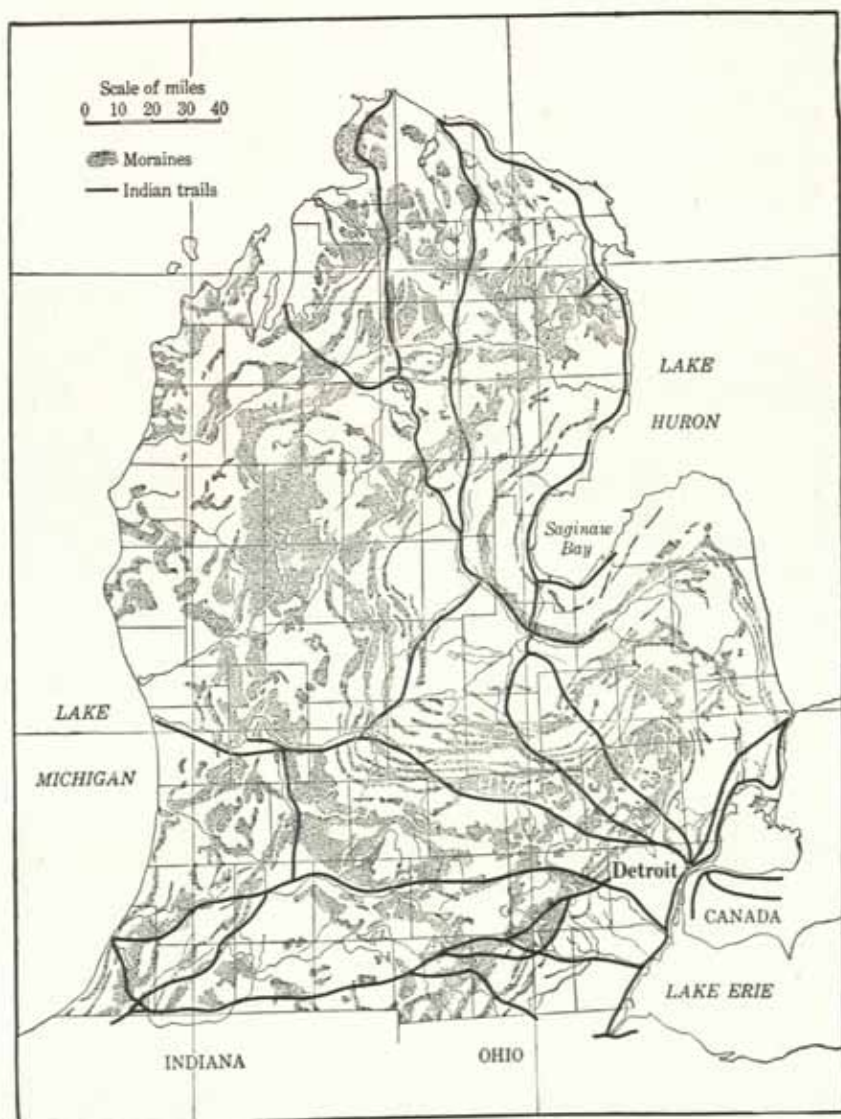 Scale of miles
0 10 20 30 40
Moraines
Indian trails
LAKE
HURON
Saginaw
Bay
LAKE
MICHIGAN
Detroit
CANADA
LAKE ERIE
INDIANA
OHIO